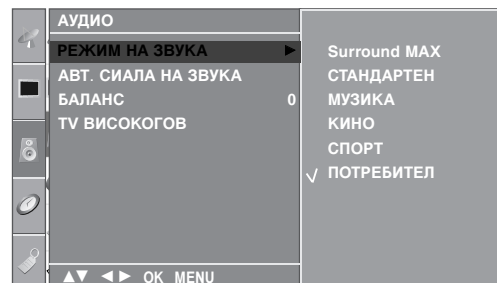 АУДИО
РЕЖИМ НА ЗВУКА ►
АВТ. СИАЛА НА ЗВУКА
БАЛАНС 0
TV ВИСОКОГОВ
▲▼ ◄► OK MENU
Surround MAX
СТАНДАРТЕН
МУЗИКА
КИНО
СПОРТ
√ ПОТРЕБИТЕЛ